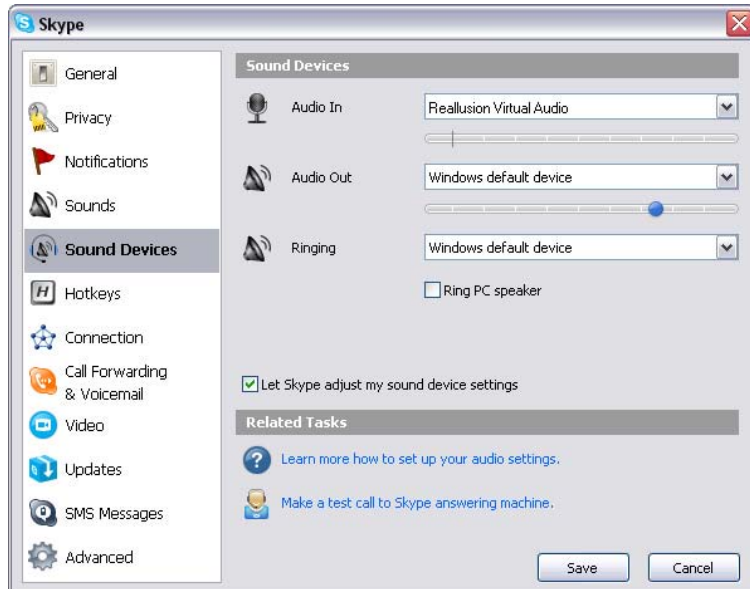 Skype
General
Privacy
Notifications
Sounds
Sound Devices
H
Hotkeys
Connection
Call Forwarding
& Voicemail
Video
Updates
SMS Messages
Advanced
Sound Devices
Audio In
Reallusion Virtual Audio
Audio Out
Windows default device
Ringing
Windows default device
Ring PC speaker
Let Skype adjust my sound device settings
Related Tasks
?
Learn more how to set up your audio settings.
Make a test call to Skype answering machine.
Save
Cancel